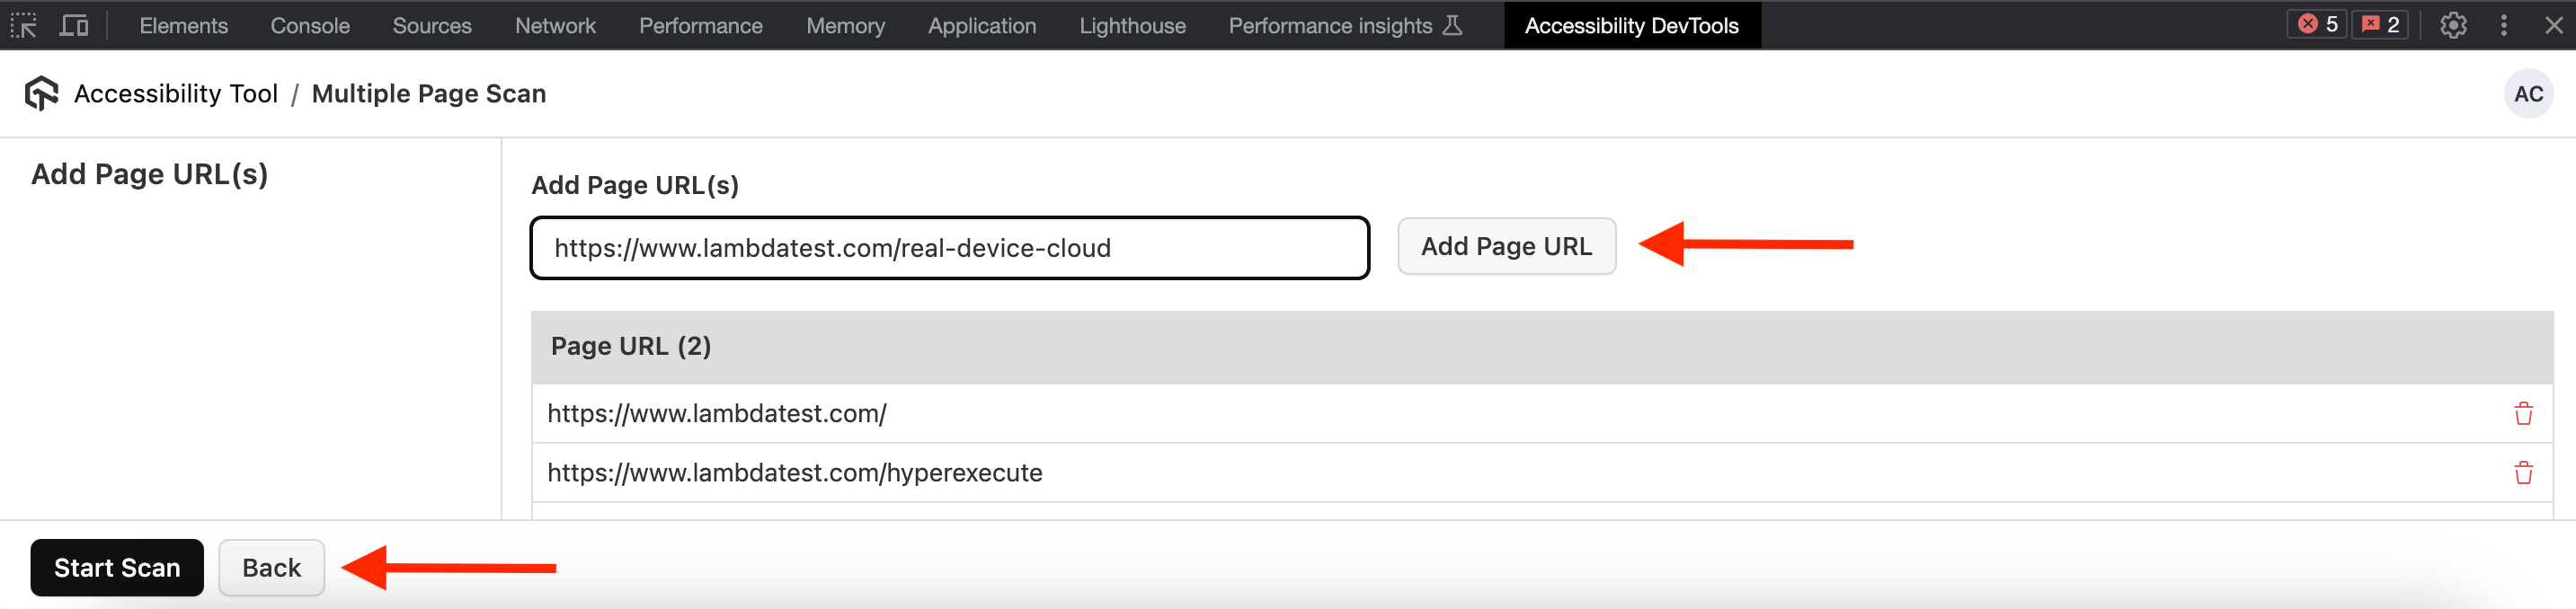 Elements Console Sources Network Performance Memory Application Lighthouse Performance insights Accessibility DevTools 5 2
Accessibility Tool / Multiple Page Scan AC
Add Page URL(s)
Add Page URL(s)
https://www.lambdatest.com/real-device-cloud Add Page URL
Page URL (2)
https://www.lambdatest.com/
https://www.lambdatest.com/hyperexecute
Start Scan Back